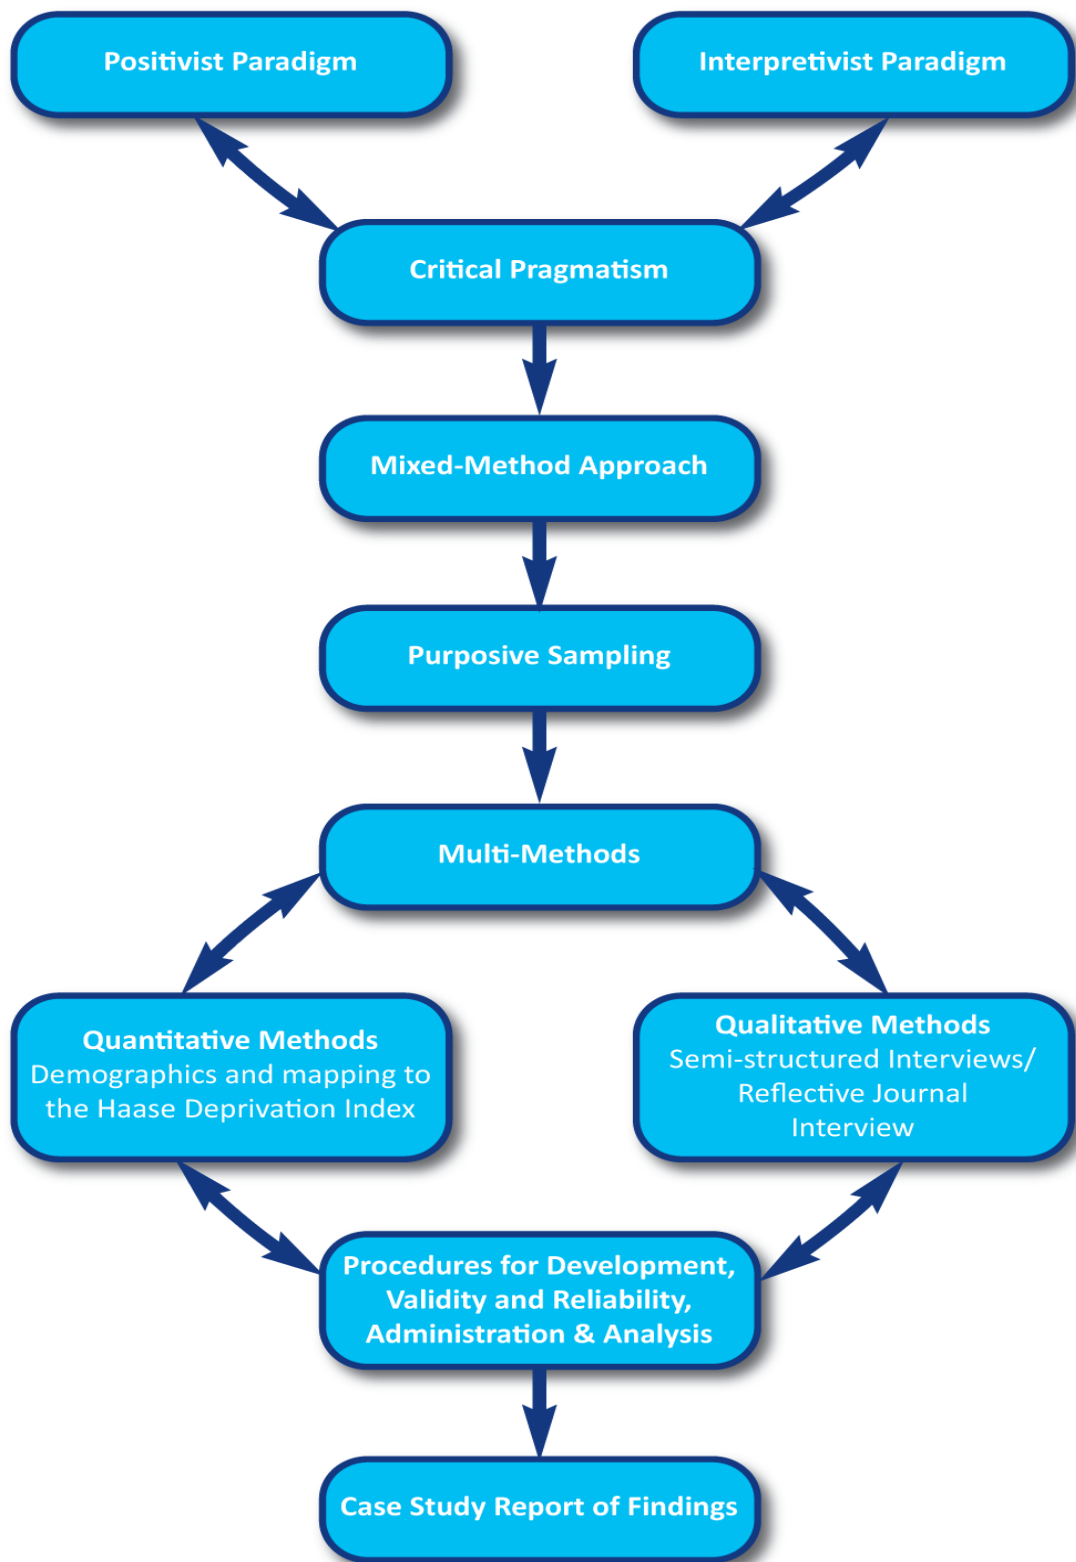 Positivist Paradigm
Interpretivist Paradigm
Critical Pragmatism
Mixed-Method Approach
Purposive Sampling
Multi-Methods
Quantitative Methods
Demographics and mapping to
the Haase Deprivation Index
Qualitative Methods
Semi-structured Interviews/
Reflective Journal
Interview
Procedures for Development,
Validity and Reliability,
Administration & Analysis
Case Study Report of Findings